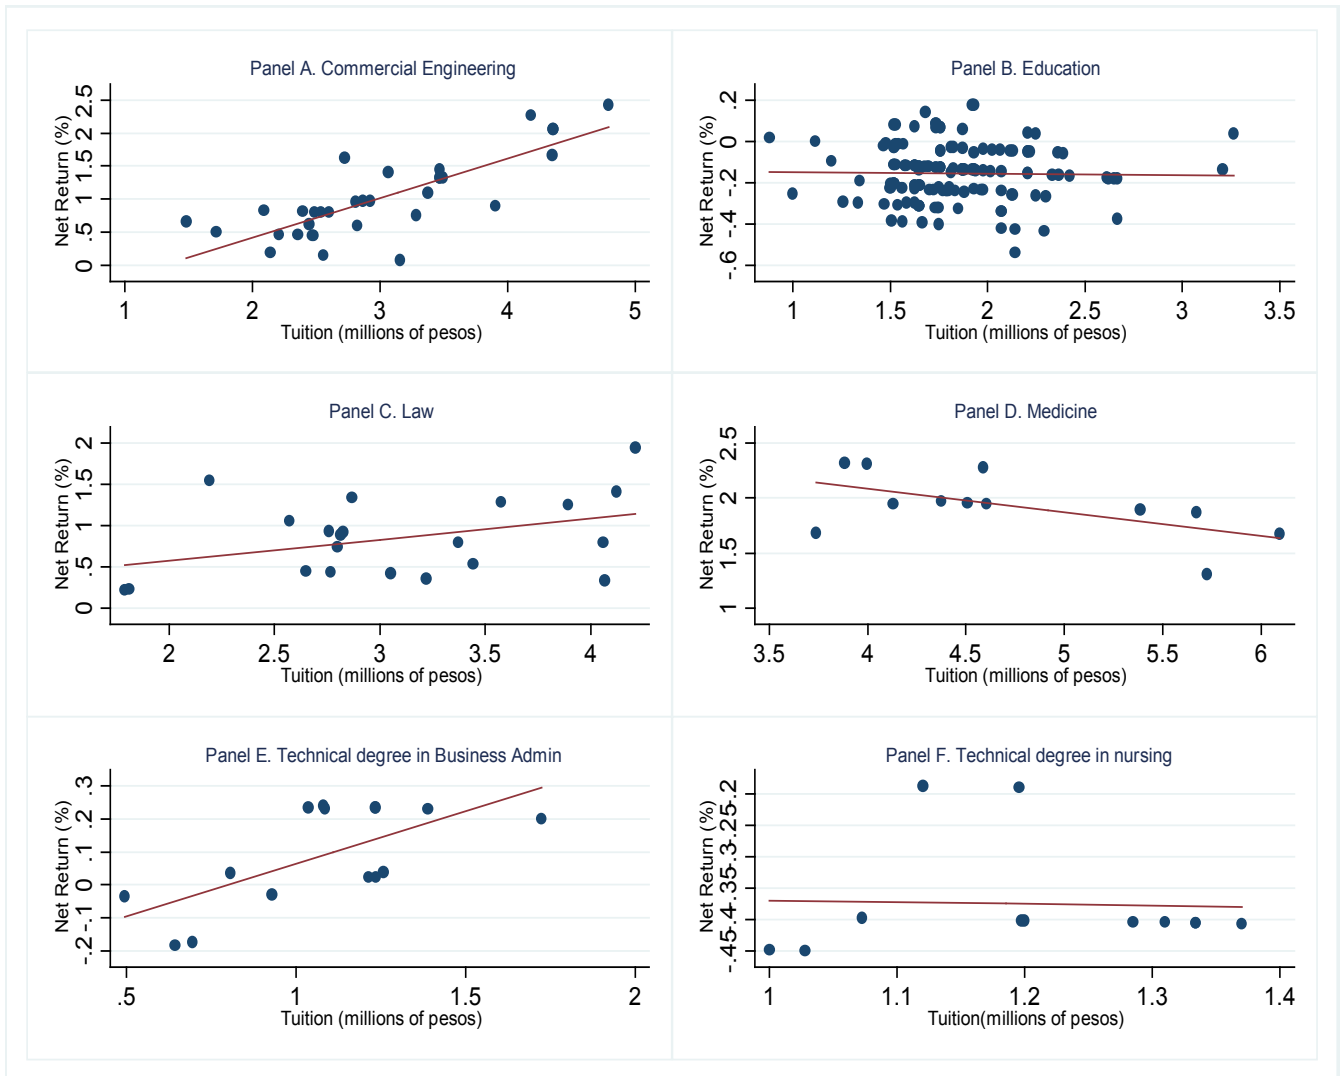 Panel A. Commercial Engineering
Net Return (%)
0 .5 1 1.5 2 2.5
1 2 3 4 5
Tuition (millions of pesos)
Panel B. Education
Net Return (%)
-.6 -.4 -.2 0 .2
1 1.5 2 2.5 3 3.5
Tuition (millions of pesos)
Panel C. Law
Net Return (%)
0 .5 1 1.5 2
2 2.5 3 3.5 4
Tuition (millions of pesos)
Panel D. Medicine
Net Return (%)
1 1.5 2 2.5
3.5 4 4.5 5 5.5 6
Tuition (millions of pesos)
Panel E. Technical degree in Business Admin
Net Return (%)
-.2 -.1 0 .1 .2 .3
.5 1 1.5 2
Tuition (millions of pesos)
Panel F. Technical degree in nursing
Net Return (%)
-.45 -.4 -.35 -.3 -.25 -.2
1 1.1 1.2 1.3 1.4
Tuition(millions of pesos)